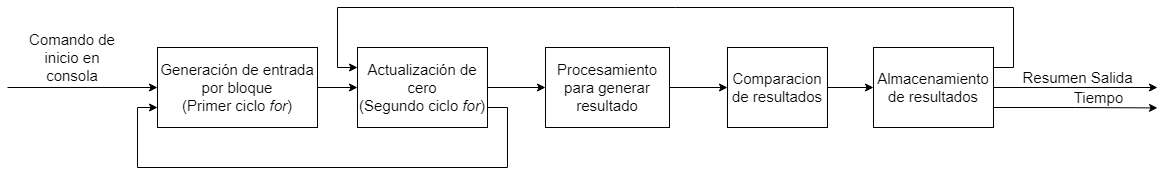 Comando de
inicio en
consola
Generación de entrada
por bloque
(Primer ciclo for)
Actualización de
cero
(Segundo ciclo for)
Procesamiento
para generar
resultado
Comparacion
de resultados
Almacenamiento
de resultados
Resumen Salida
Tiempo